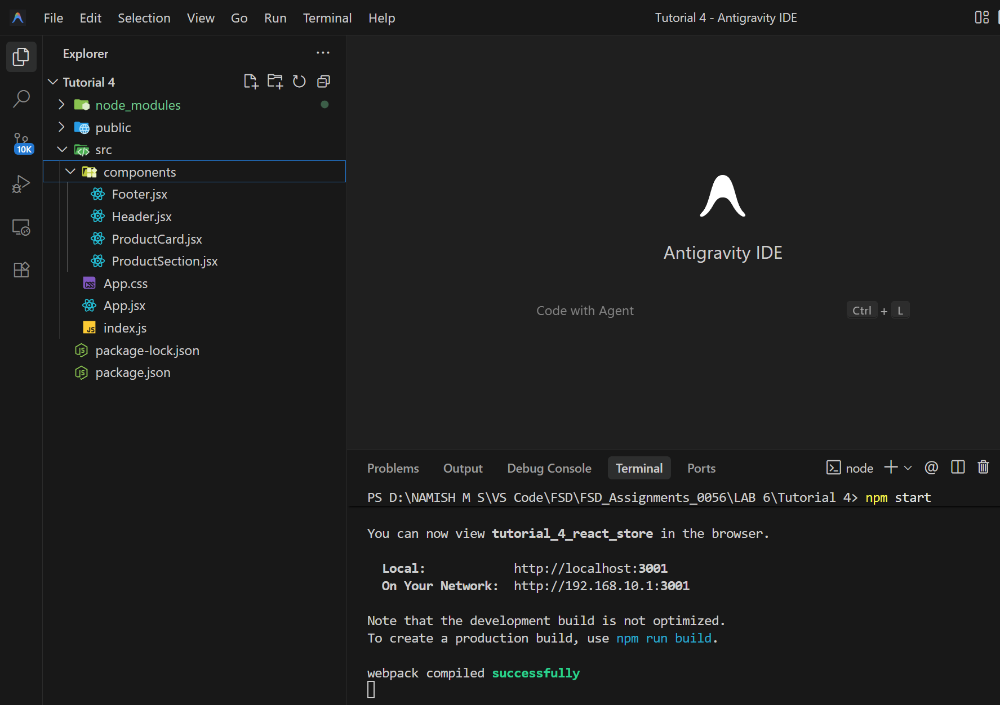 File Edit Selection View Go Run Terminal Help
Tutorial 4 - Antigravity IDE
Explorer
Tutorial 4
node_modules
public
src
10K
components
Footer.jsx
Header.jsx
ProductCard.jsx
ProductSection.jsx
App.css
App.jsx
index.js
package-lock.json
package.json
Antigravity IDE
Code with Agent Ctrl + L
Problems Output Debug Console Terminal Ports node
PS D:\NAMISH M S\VS Code\FSD\FSD_Assignments_0056\LAB 6\Tutorial 4> npm start
You can now view tutorial_4_react_store in the browser.
Local: http://localhost:3001
On Your Network: http://192.168.10.1:3001
Note that the development build is not optimized.
To create a production build, use npm run build.
webpack compiled successfully